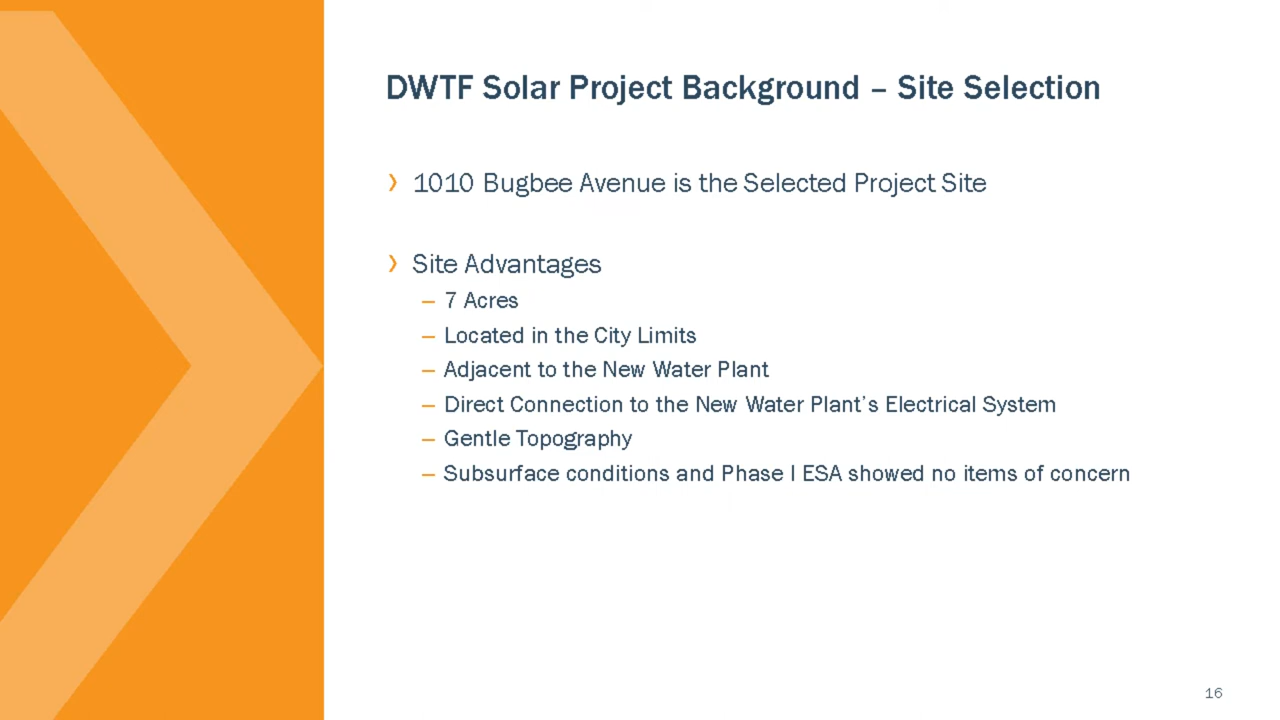 DWTF Solar Project Background – Site Selection
› 1010 Bugbee Avenue is the Selected Project Site
› Site Advantages
– 7 Acres
– Located in the City Limits
– Adjacent to the New Water Plant
– Direct Connection to the New Water Plant’s Electrical System
– Gentle Topography
– Subsurface conditions and Phase I ESA showed no items of concern
16